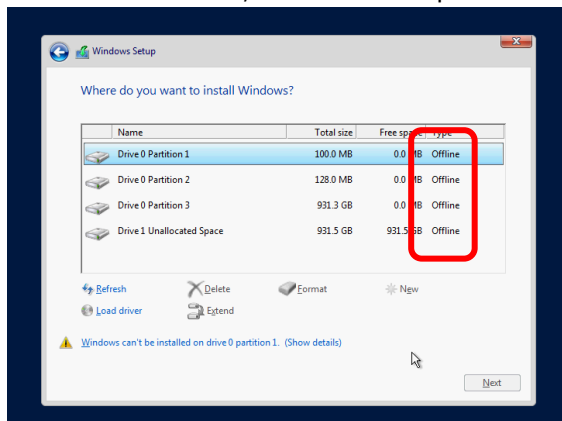 Windows Setup
Where do you want to install Windows?
Name Total size Free space Type
Drive 0 Partition 1 100.0 MB 0.0 MB Offline
Drive 0 Partition 2 128.0 MB 0.0 MB Offline
Drive 0 Partition 3 931.3 GB 0.0 MB Offline
Drive 1 Unallocated Space 931.5 GB 931.5 GB Offline
Refresh Delete Format New
Load driver Extend
Windows can't be installed on drive 0 partition 1. (Show details)
Next